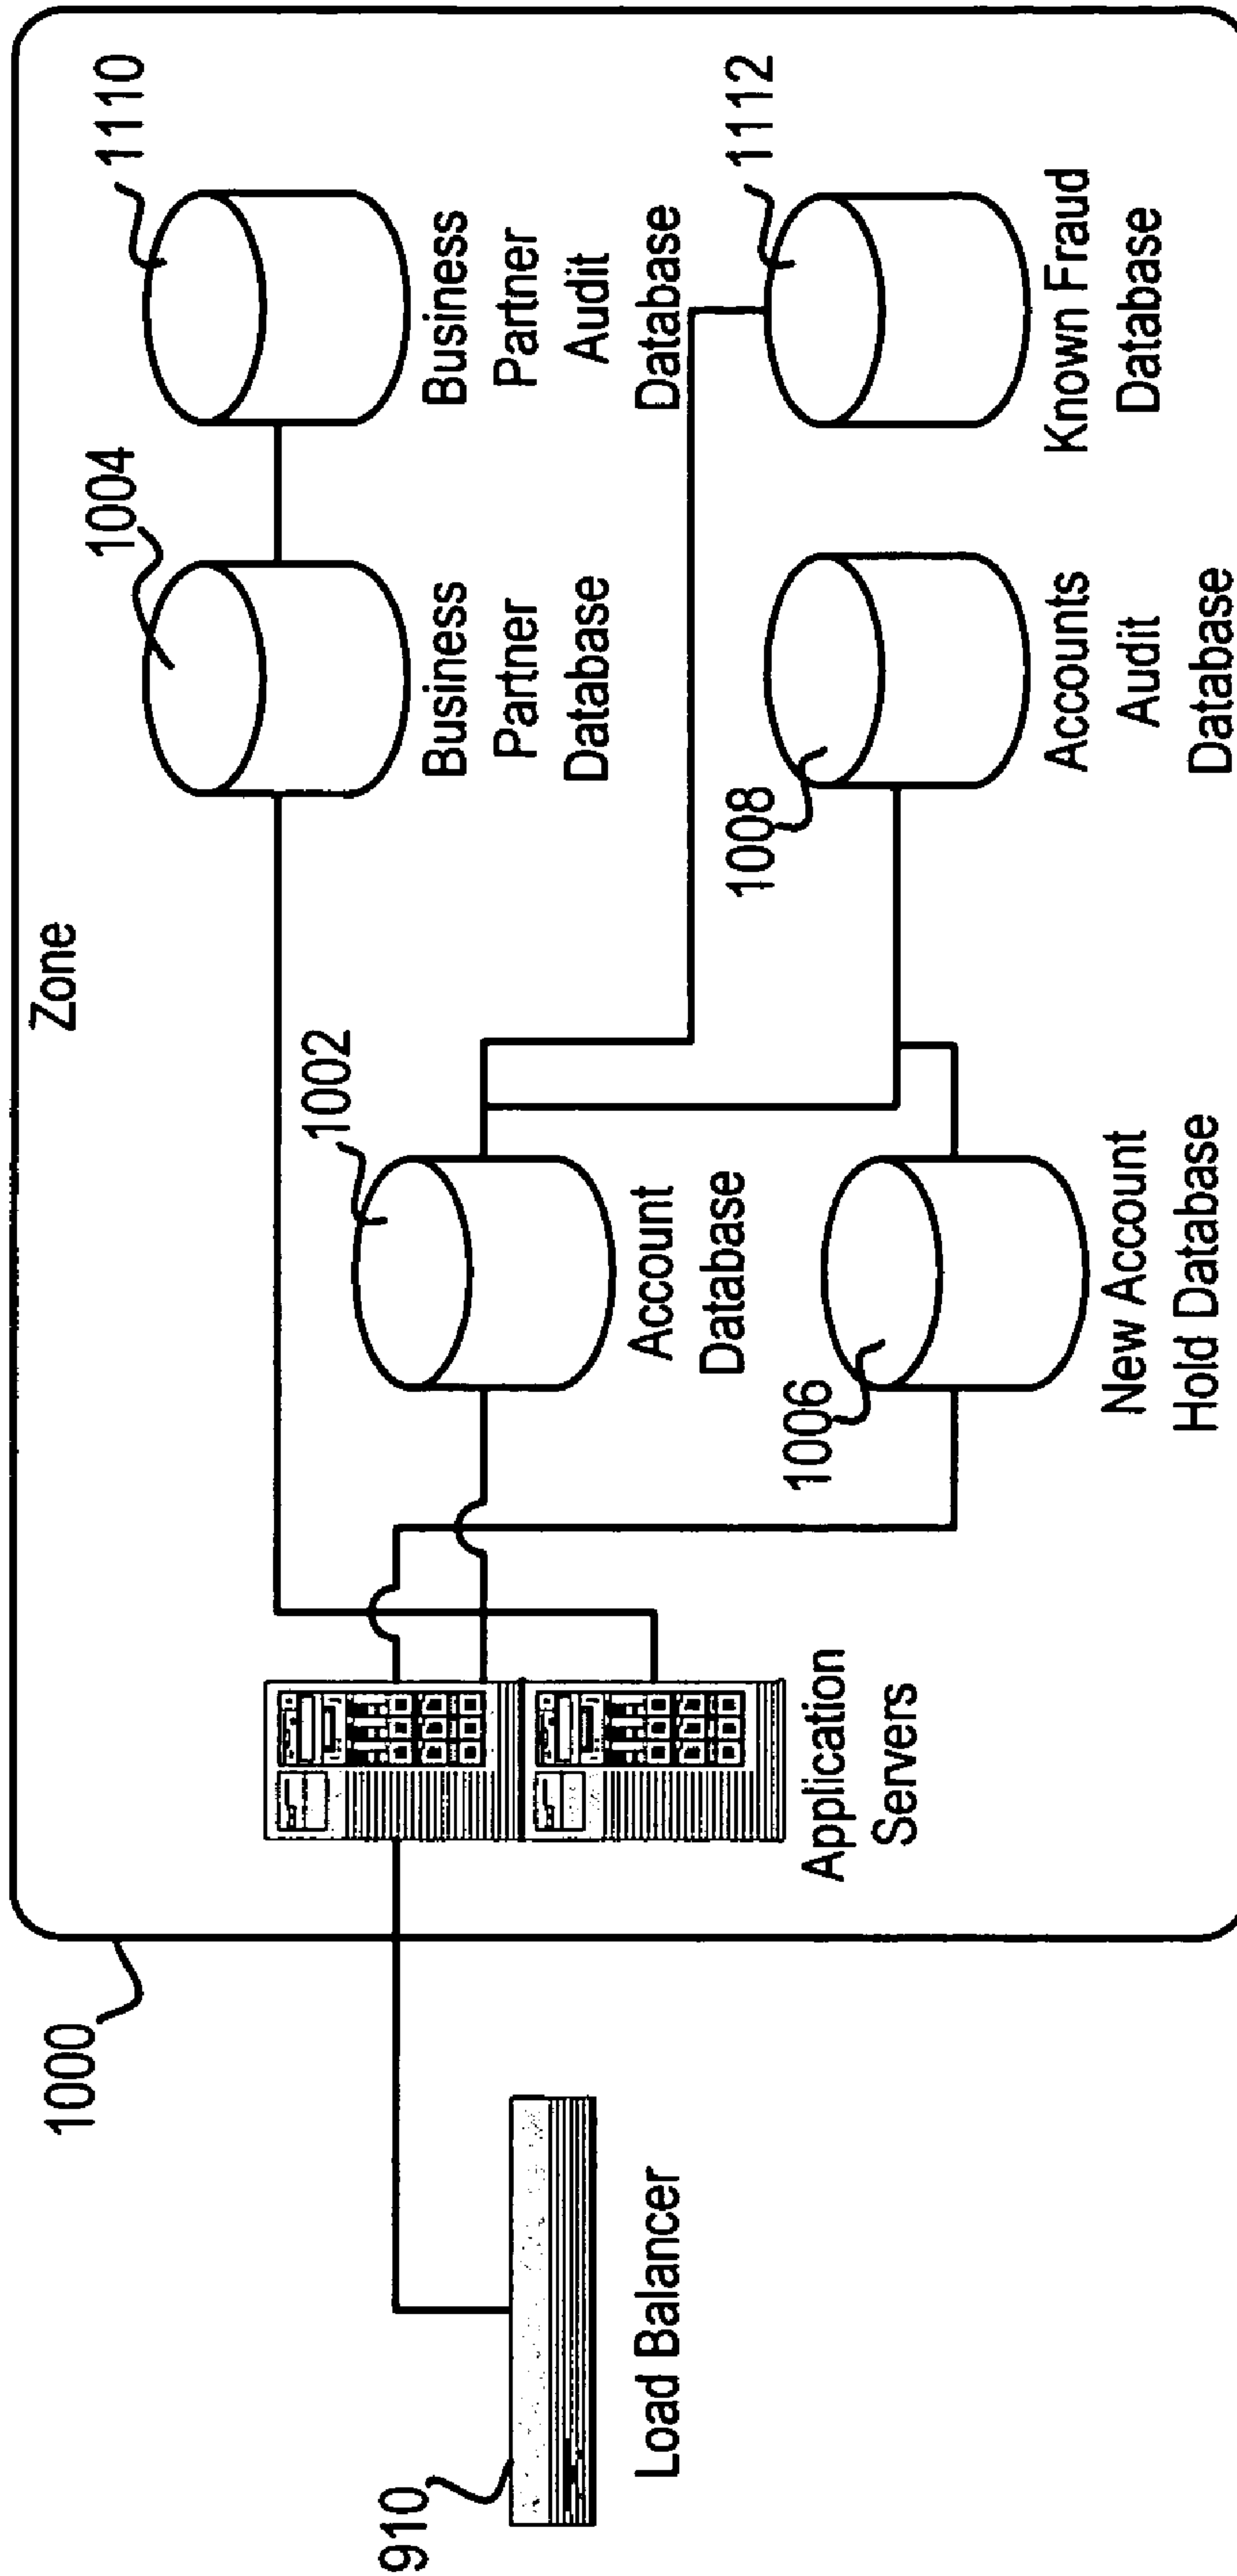 Zone
1000
1004
1110
Business
Partner
Database
Business
Partner
Audit
Database
1002
Account
Database
910
Load Balancer
Application
Servers
1006
New Account
Hold Database
1008
Accounts
Audit
Database
1112
Known Fraud
Database